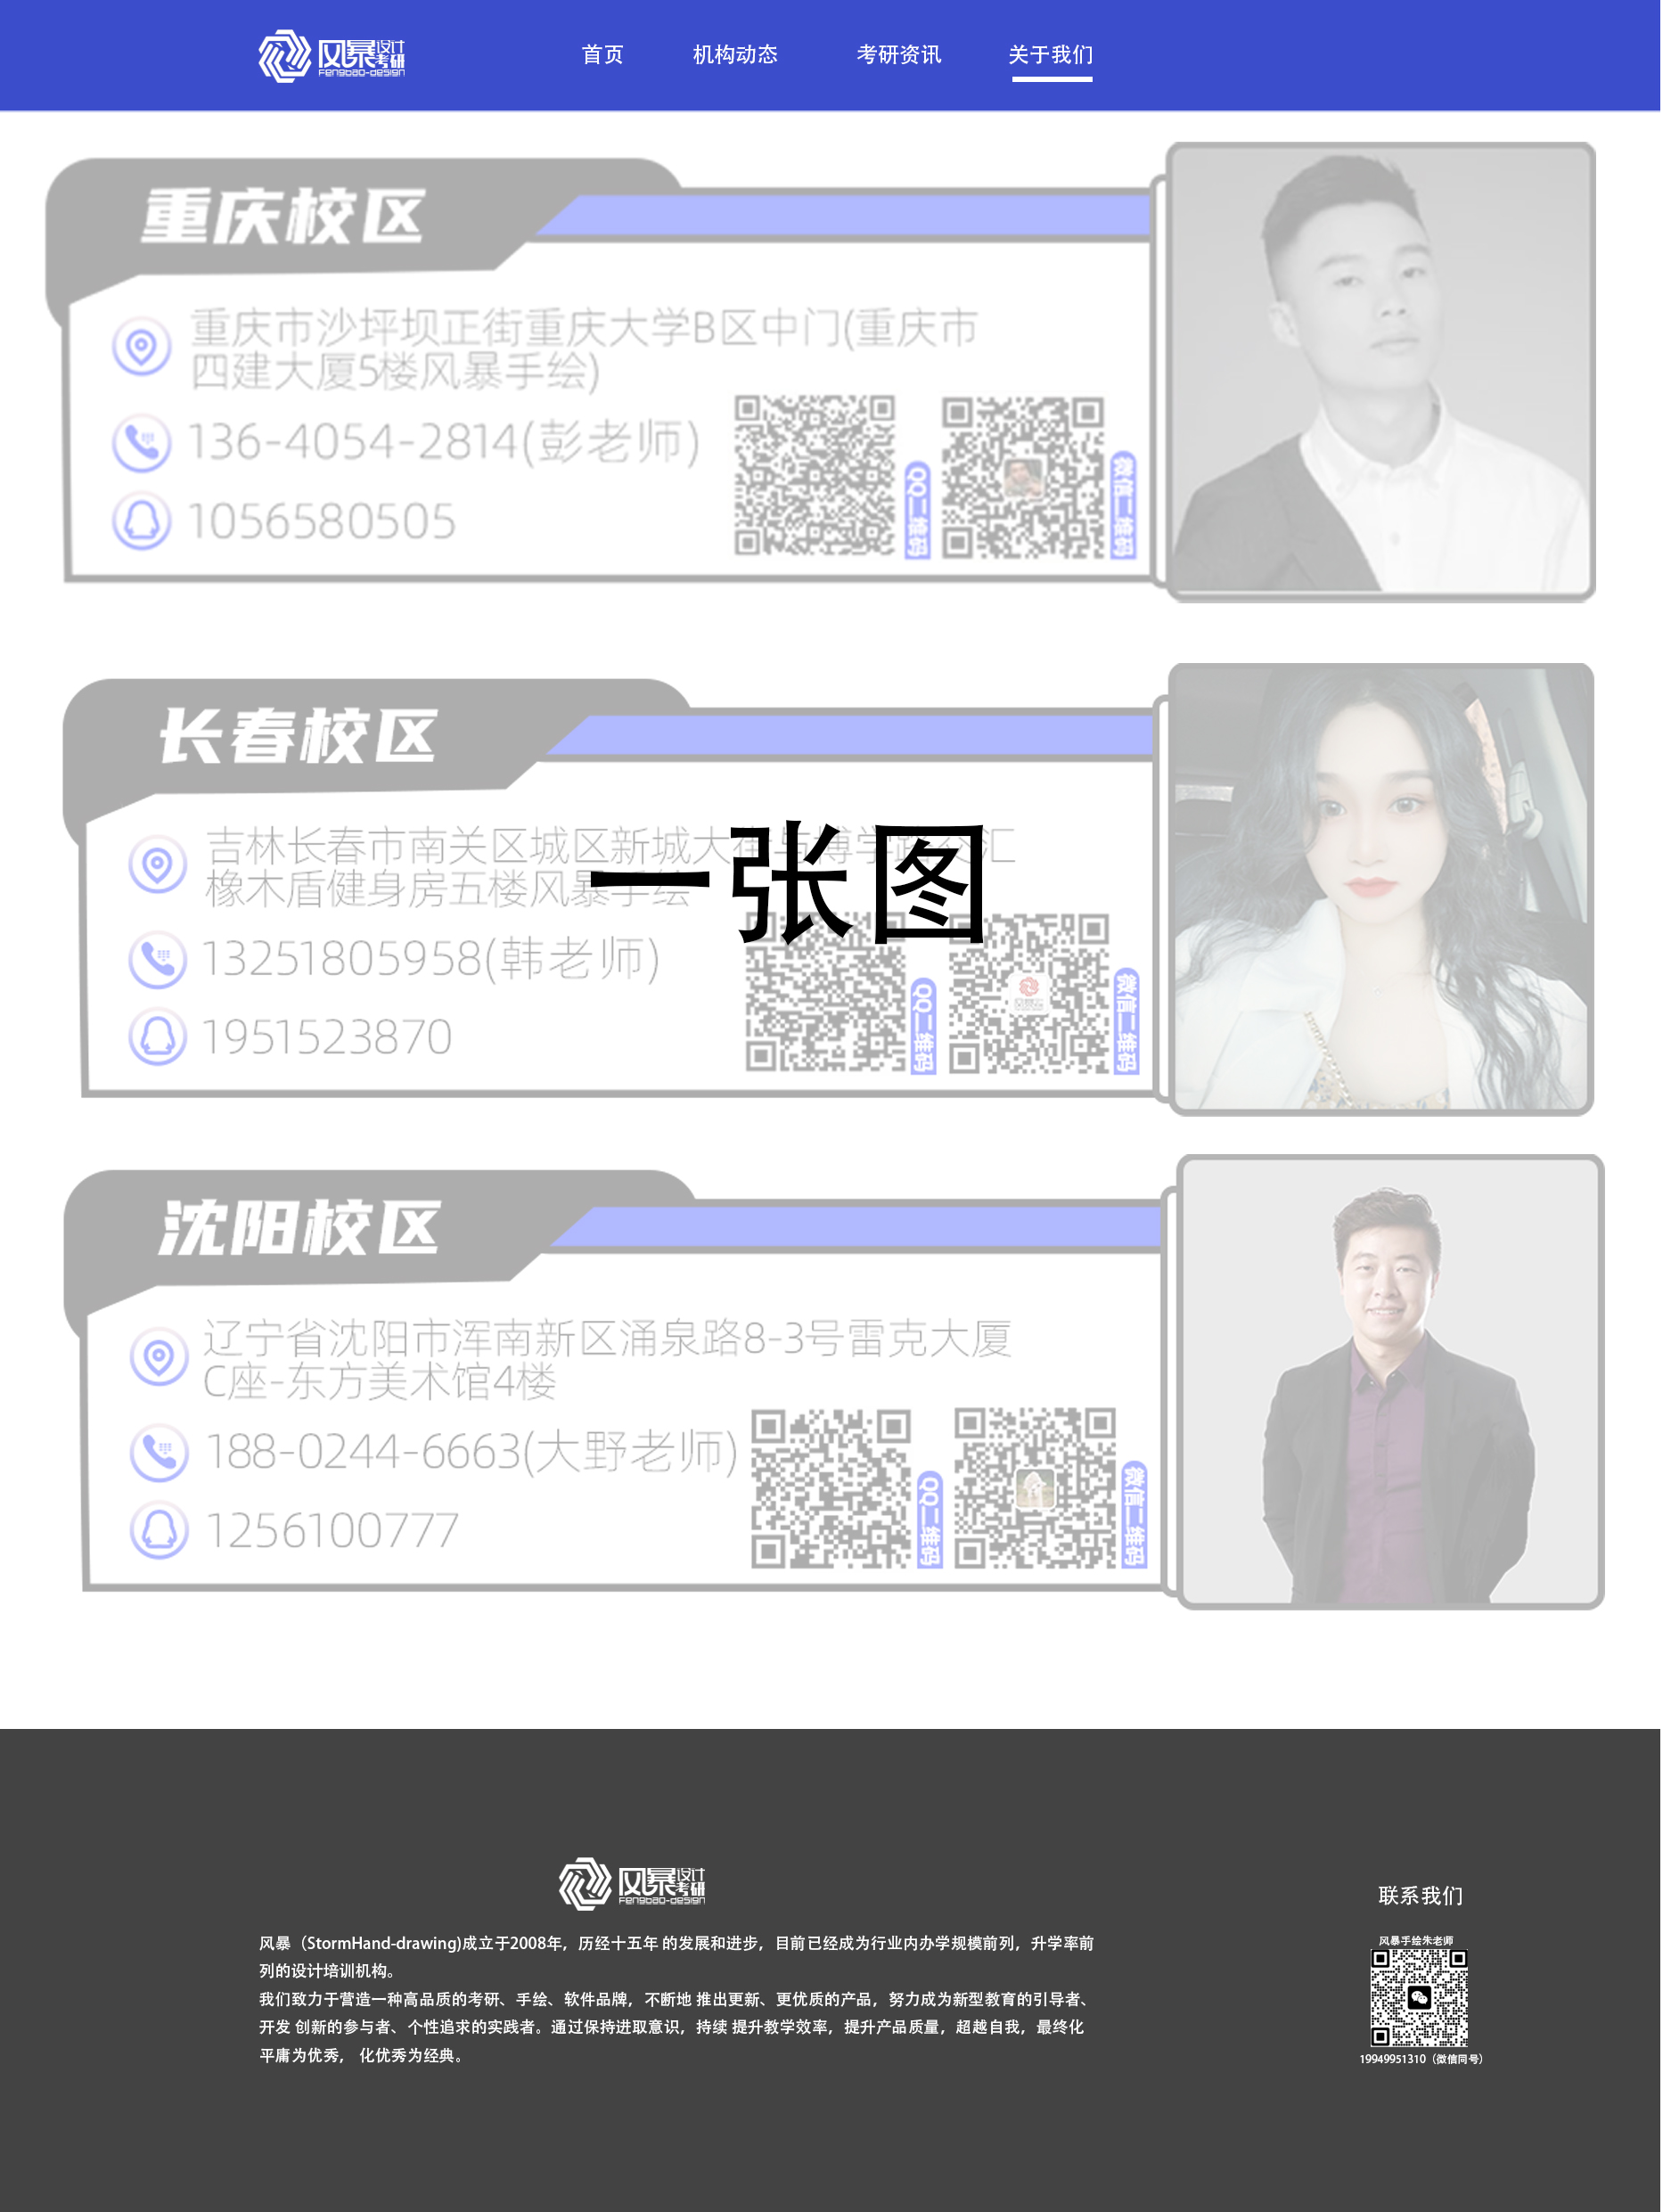 风暴设计考研
Fengbao-design
首页
机构动态
考研资讯
关于我们
重庆校区
重庆市沙坪坝正街重庆大学B区中门(重庆市
四建大厦5楼风暴手绘)
136-4054-2814(彭老师)
1056580505
QQ二维码
微信二维码
长春校区
吉林长春市南关区城区新城大街与博学路交汇
橡木盾健身房五楼风暴手绘
一张图
13251805958(韩老师)
1951523870
QQ二维码
微信二维码
沈阳校区
辽宁省沈阳市浑南新区涌泉路8-3号雷克大厦
C座-东方美术馆4楼
188-0244-6663(大野老师)
1256100777
QQ二维码
微信二维码
风暴设计考研
Fengbao-design
风暴（StormHand-drawing)成立于2008年，历经十五年 的发展和进步，目前已经成为行业内办学规模前列，升学率前
列的设计培训机构。
我们致力于营造一种高品质的考研、手绘、软件品牌，不断地 推出更新、更优质的产品，努力成为新型教育的引导者、
开发 创新的参与者、个性追求的实践者。通过保持进取意识，持续 提升教学效率，提升产品质量，超越自我，最终化
平庸为优秀， 化优秀为经典。
联系我们
风暴手绘朱老师
19949951310（微信同号）